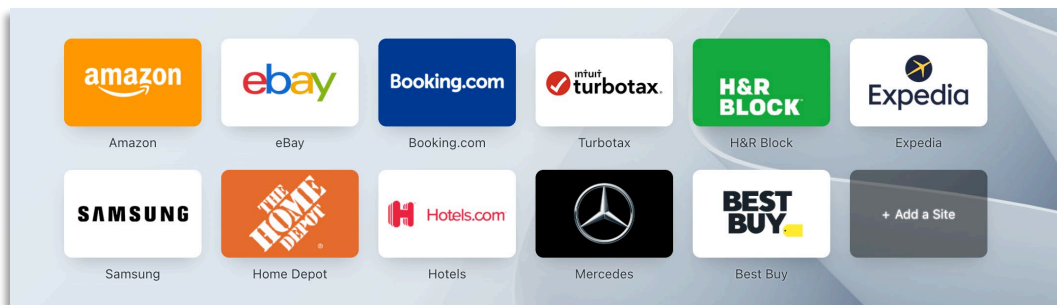 amazon
ebay
Booking.com
intuit
turbotax.
H&R
BLOCK
Expedia
Amazon
eBay
Booking.com
Turbotax
H&R Block
Expedia
SAMSUNG
THE
HOME
DEPOT
Hotels.com
BEST
BUY
+ Add a Site
Samsung
Home Depot
Hotels
Mercedes
Best Buy